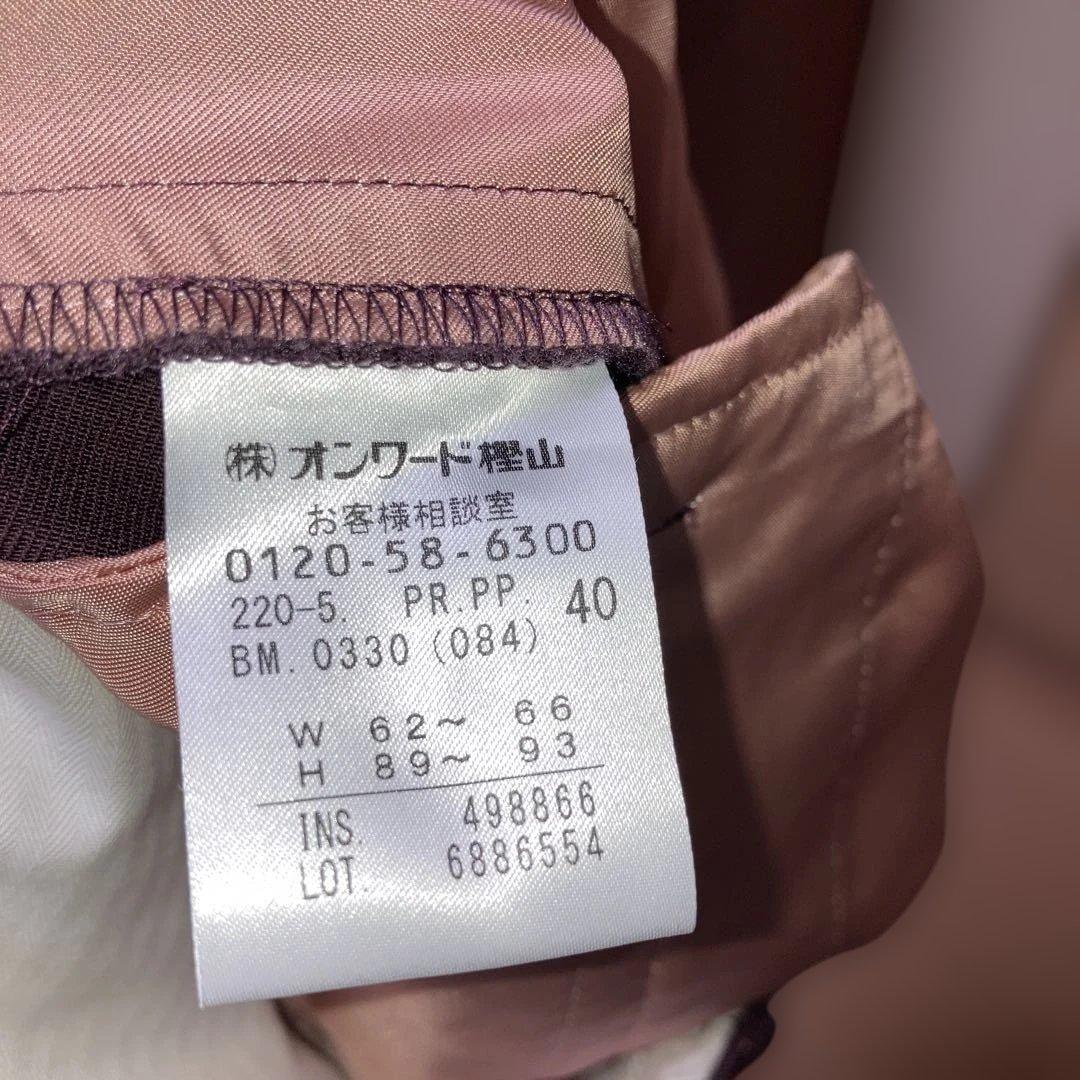 ㈱オンワード樫山
お客様相談室
0120-58-6300
220-5. PR.PP. 40
BM. 0330 (084)
W 62～ 66
H 89～ 93
INS. 498866
LOT. 6886554